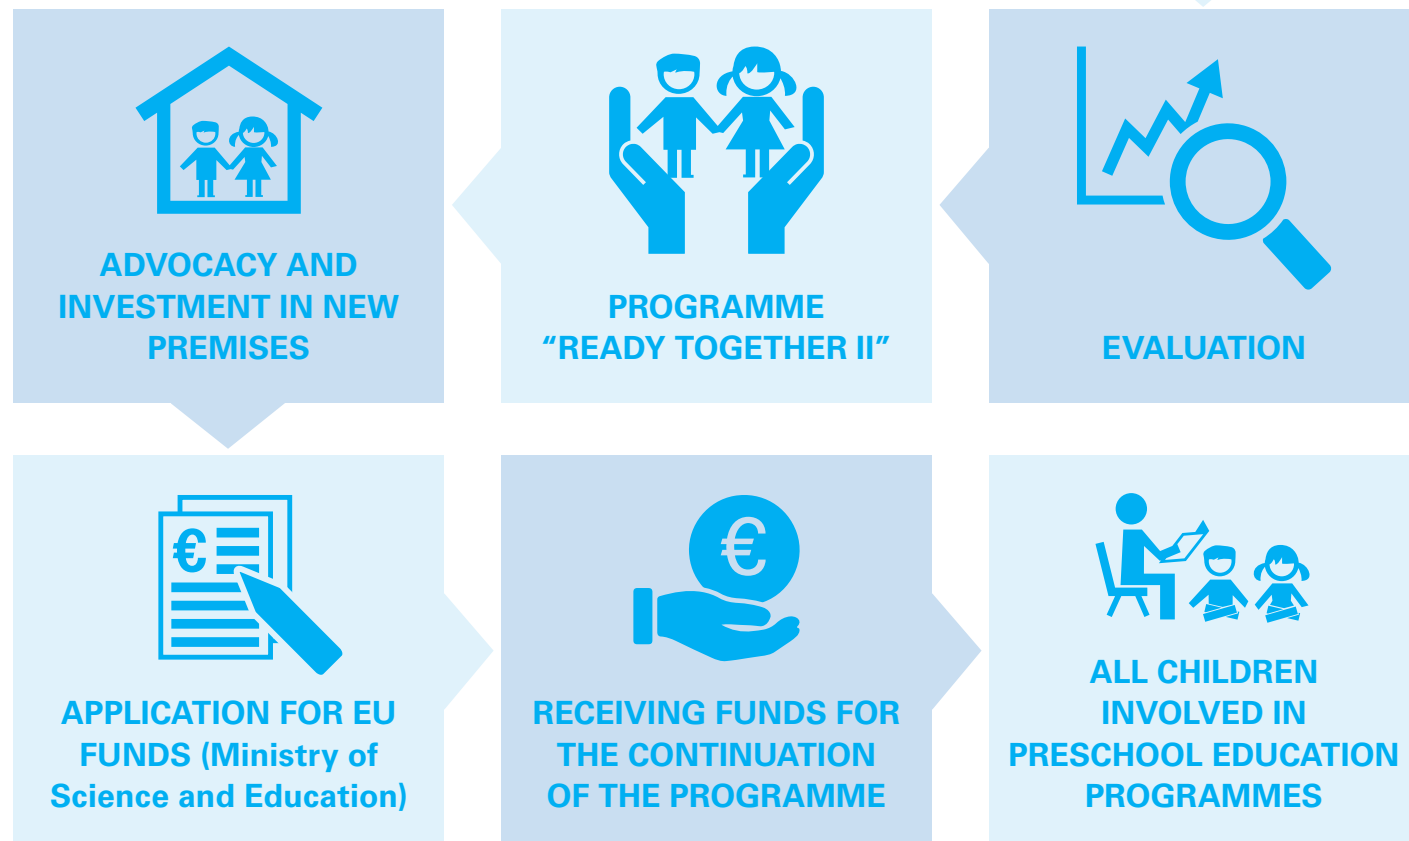 ADVOCACY AND
INVESTMENT IN NEW
PREMISES
PROGRAMME
“READY TOGETHER II”
EVALUATION
€
APPLICATION FOR EU
FUNDS (Ministry of
Science and Education)
€
RECEIVING FUNDS FOR
THE CONTINUATION
OF THE PROGRAMME
ALL CHILDREN
INVOLVED IN
PRESCHOOL EDUCATION
PROGRAMMES